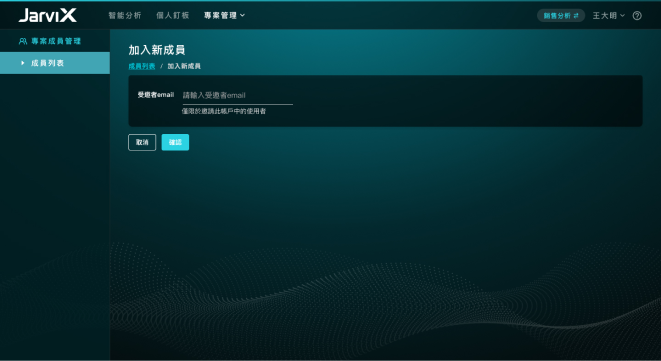 JarviX
智能分析 個人釘板 專案管理
銷售分析 王大明
專案成員管理
成員列表
加入新成員
成員列表 / 加入新成員
受邀者email 請輸入受邀者email
僅限於邀請此帳戶中的使用者
取消 確認